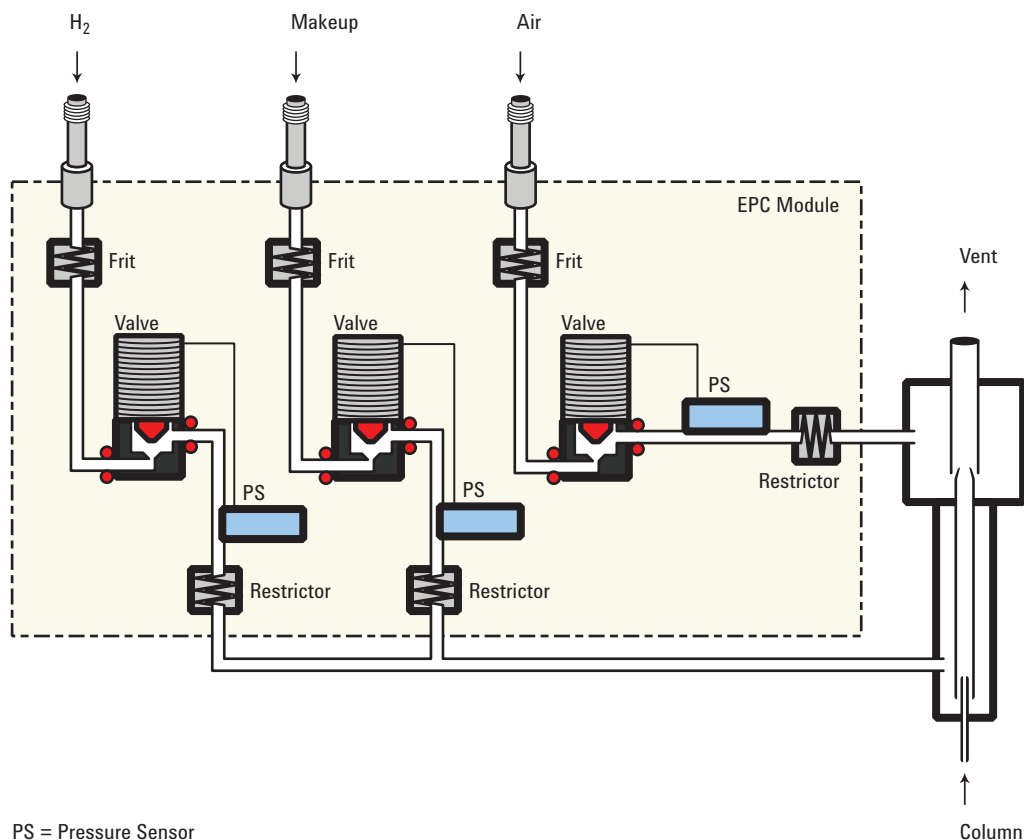 H₂
Makeup
Air
EPC Module
Frit
Frit
Frit
Vent
Valve
Valve
Valve
PS
Restrictor
PS
PS
Restrictor
Restrictor
PS = Pressure Sensor
Column